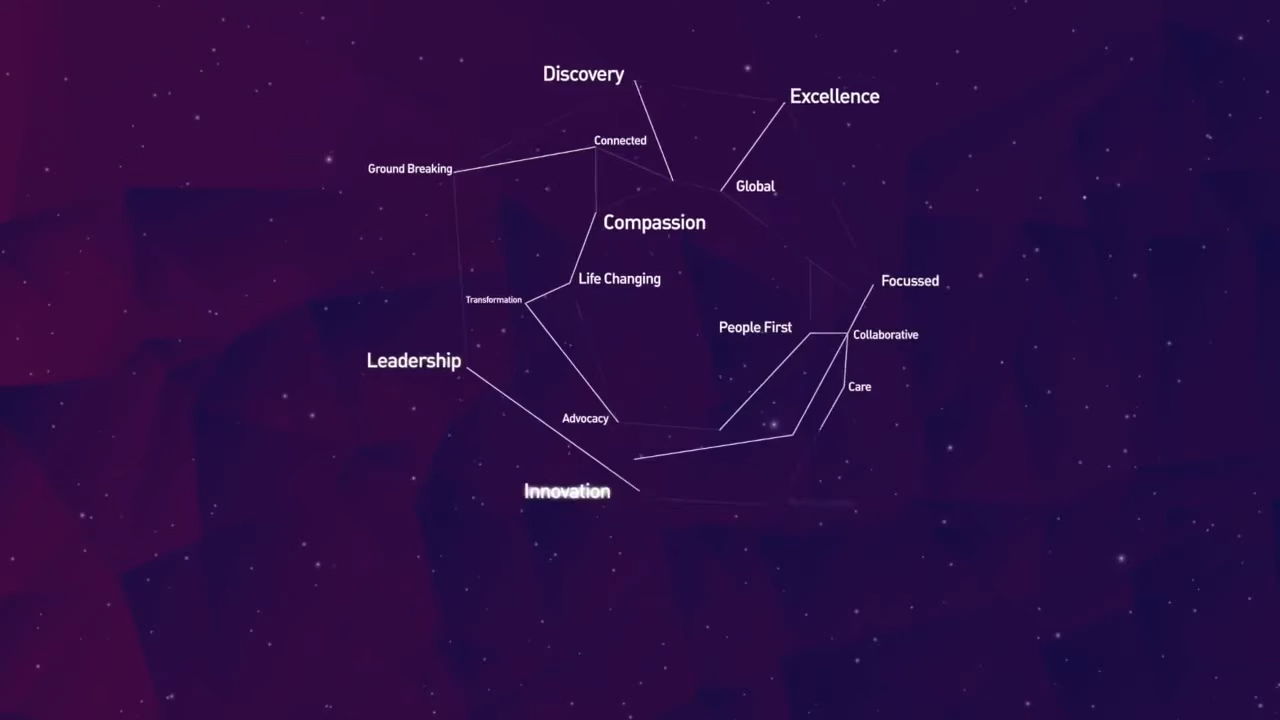 Discovery
Excellence
Connected
Ground Breaking
Global
Compassion
Life Changing
Focussed
Transformation
People First
Collaborative
Leadership
Care
Advocacy
Innovation